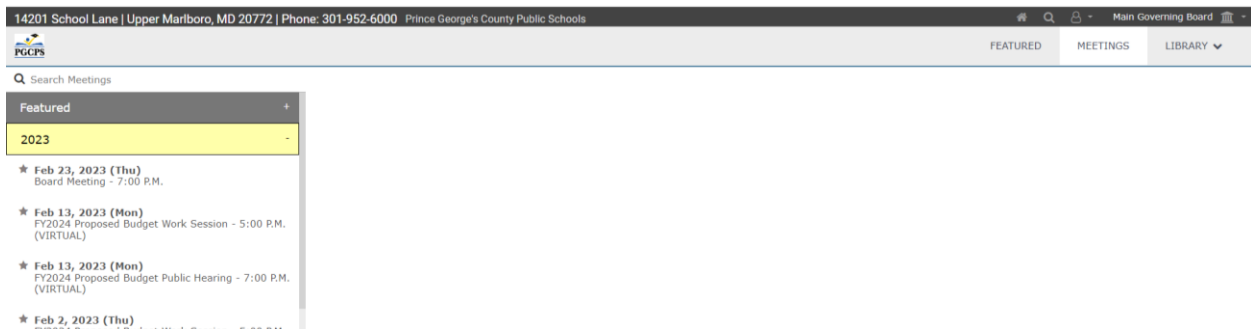 14201 School Lane | Upper Marlboro, MD 20772 | Phone: 301-952-6000 Prince George's County Public Schools Main Governing Board
PGCPS
FEATURED MEETINGS LIBRARY
Search Meetings
Featured +
2023 -
Feb 23, 2023 (Thu)
Board Meeting - 7:00 P.M.
Feb 13, 2023 (Mon)
FY2024 Proposed Budget Work Session - 5:00 P.M.
(VIRTUAL)
Feb 13, 2023 (Mon)
FY2024 Proposed Budget Public Hearing - 7:00 P.M.
(VIRTUAL)
Feb 2, 2023 (Thu)